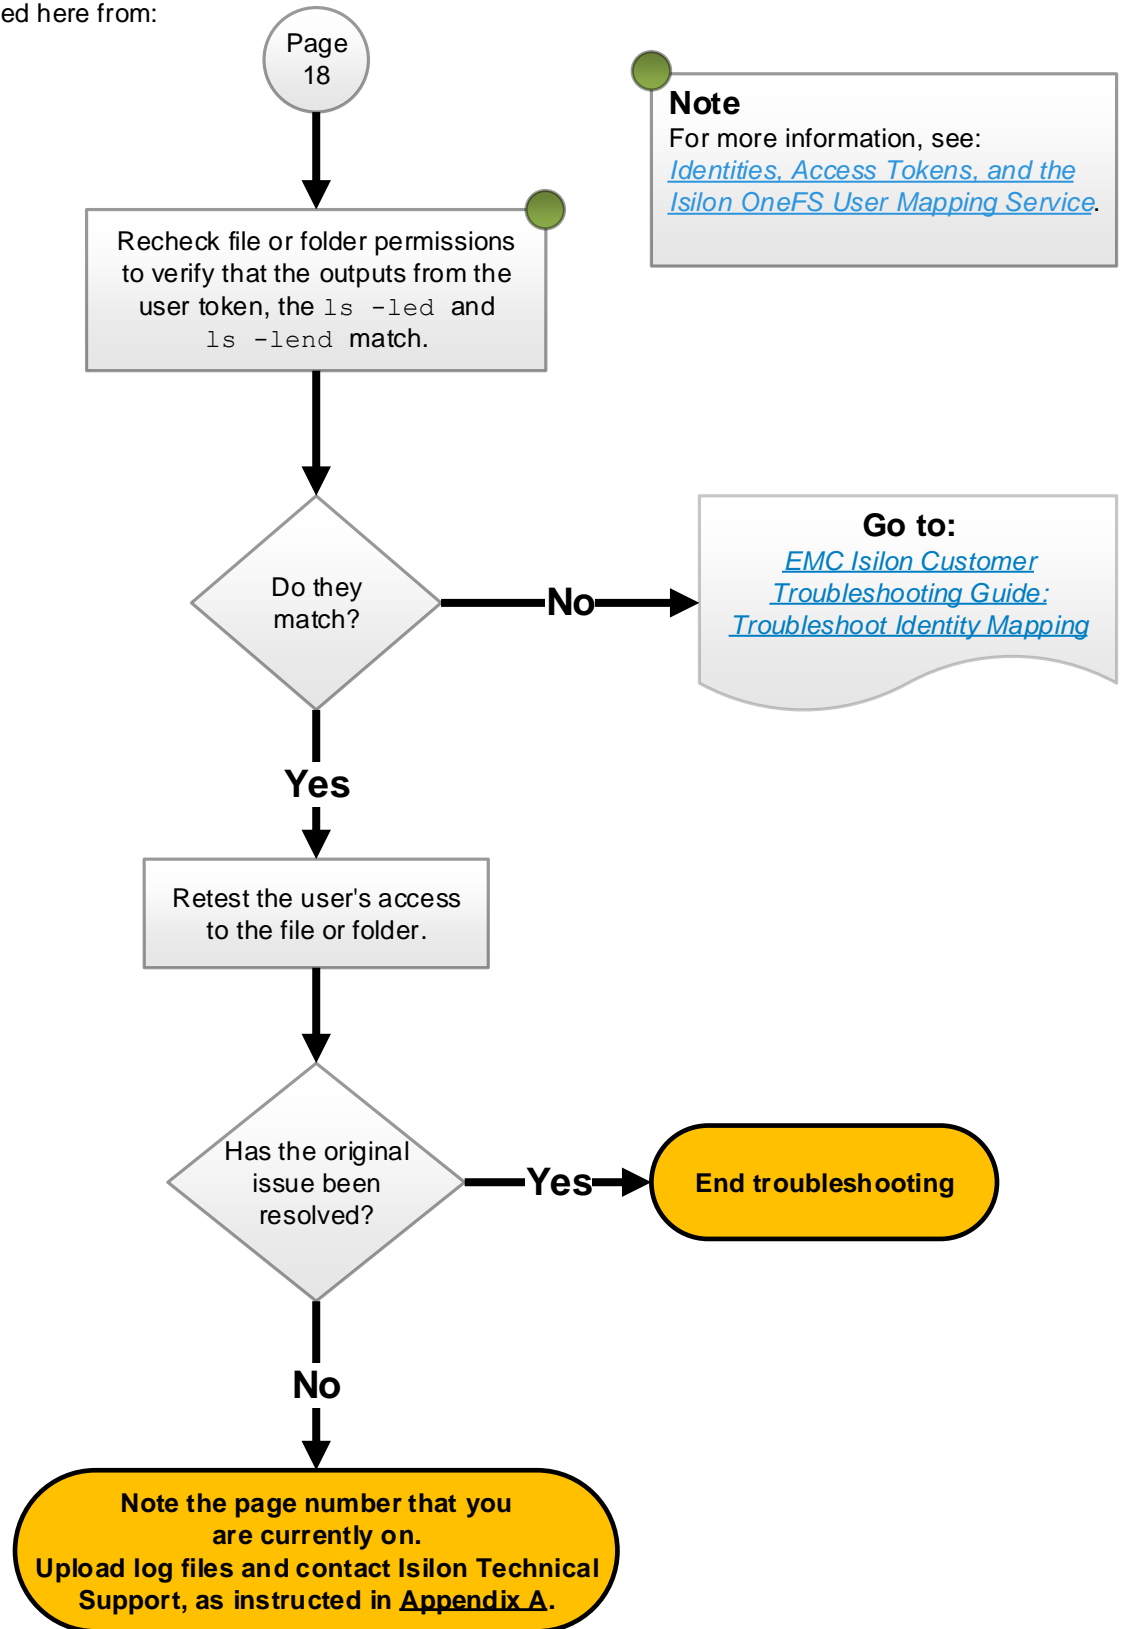 ed here from:
Page
18
Note
For more information, see:
Identities, Access Tokens, and the
Isilon OneFS User Mapping Service.
Recheck file or folder permissions
to verify that the outputs from the
user token, the ls -led and
ls -lend match.
Do they
match?
No
Go to:
EMC Isilon Customer
Troubleshooting Guide:
Troubleshoot Identity Mapping
Yes
Retest the user's access
to the file or folder.
Has the original
issue been
resolved?
Yes
End troubleshooting
No
Note the page number that you
are currently on.
Upload log files and contact Isilon Technical
Support, as instructed in Appendix A.